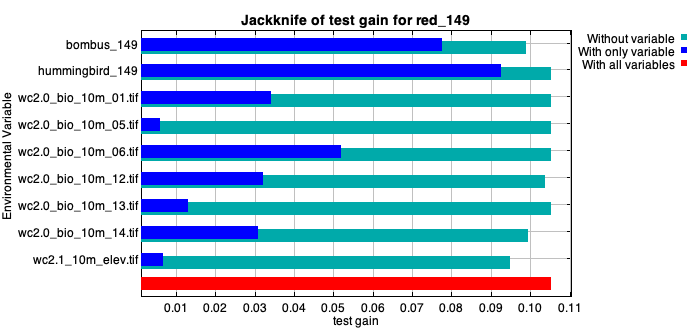 Jackknife of test gain for red_149
Without variable
With only variable
With all variables
Environmental Variable
bombus_149
hummingbird_149
wc2.0_bio_10m_01.tif
wc2.0_bio_10m_05.tif
wc2.0_bio_10m_06.tif
wc2.0_bio_10m_12.tif
wc2.0_bio_10m_13.tif
wc2.0_bio_10m_14.tif
wc2.1_10m_elev.tif
0.01 0.02 0.03 0.04 0.05 0.06 0.07 0.08 0.09 0.10 0.11
test gain